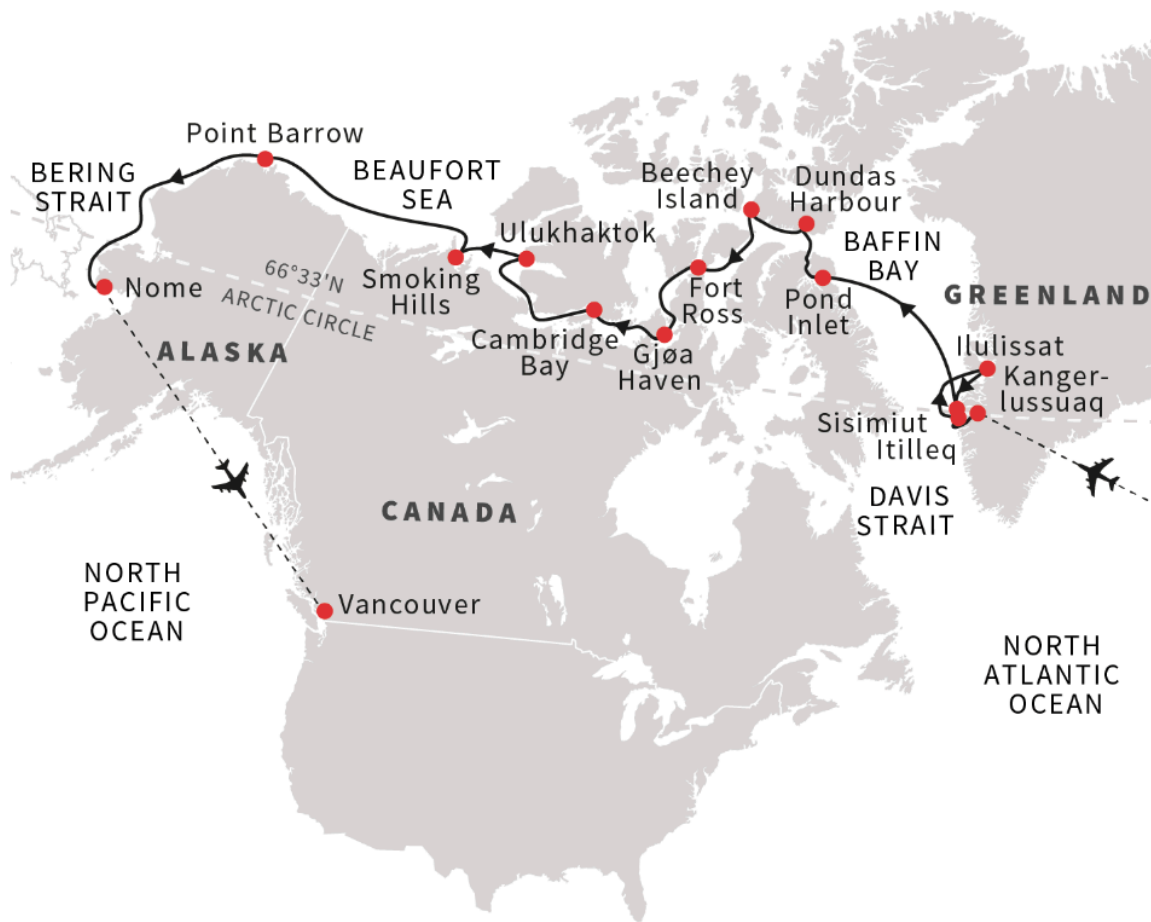 Point Barrow
BERING
STRAIT
BEAUFORT
SEA
Beechey
Island
Dundas
Harbour
Ulukhaktok
BAFFIN
BAY
Smoking
Hills
66°33'N
ARCTIC CIRCLE
Nome
Fort
Ross
Pond
Inlet
GREENLAND
Cambridge
Bay
Gjøa
Haven
ALASKA
Ilulissat
Kanger-
lussuaq
Sisimiut
Itilleq
CANADA
DAVIS
STRAIT
NORTH
PACIFIC
OCEAN
Vancouver
NORTH
ATLANTIC
OCEAN